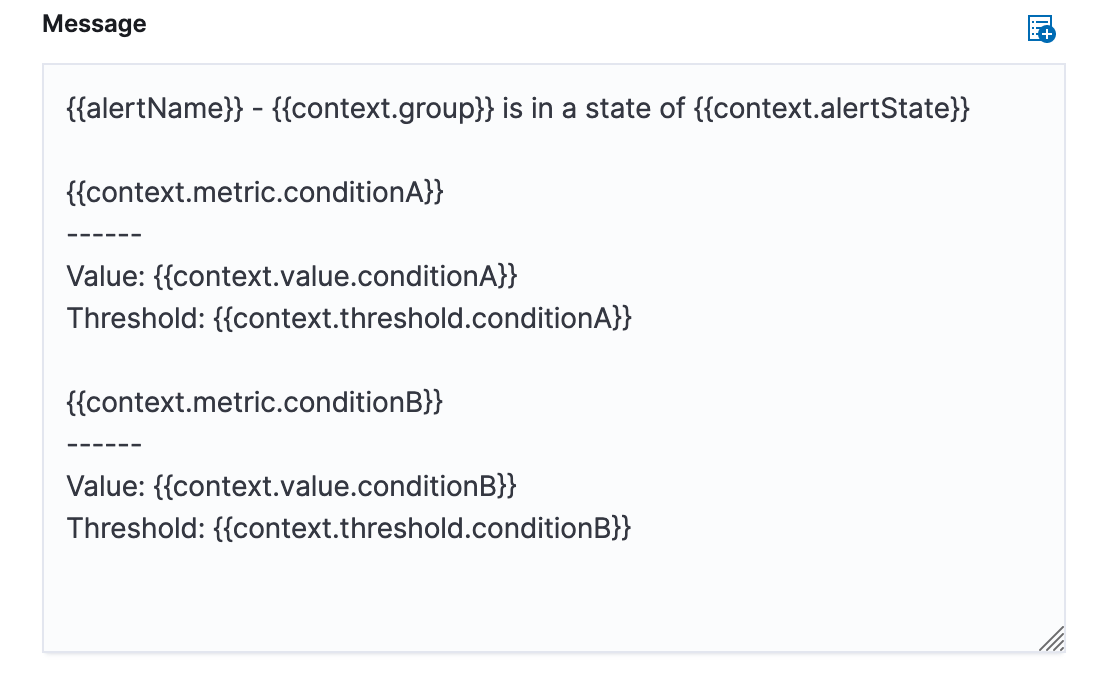 Message
{{alertName}} - {{context.group}} is in a state of {{context.alertState}}
{{context.metric.conditionA}}
------
Value: {{context.value.conditionA}}
Threshold: {{context.threshold.conditionA}}
{{context.metric.conditionB}}
------
Value: {{context.value.conditionB}}
Threshold: {{context.threshold.conditionB}}